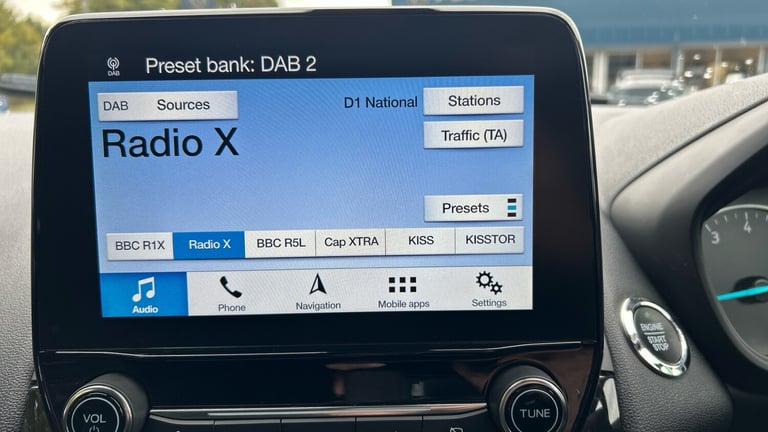 DAB
Preset bank: DAB 2
DAB Sources
D1 National
Stations
Radio X
Traffic (TA)
Presets
BBC R1X
Radio X
BBC R5L
Cap XTRA
KISS
KISSTOR
Audio
Phone
Navigation
Mobile apps
Settings
3
4
ENGINE
START
STOP
VOL
TUNE